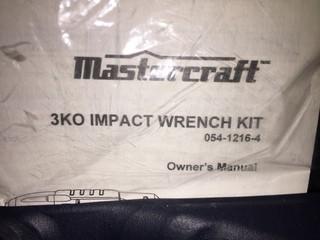 Mastercraft
3KO IMPACT WRENCH KIT
054-1216-4
Owner's Manual